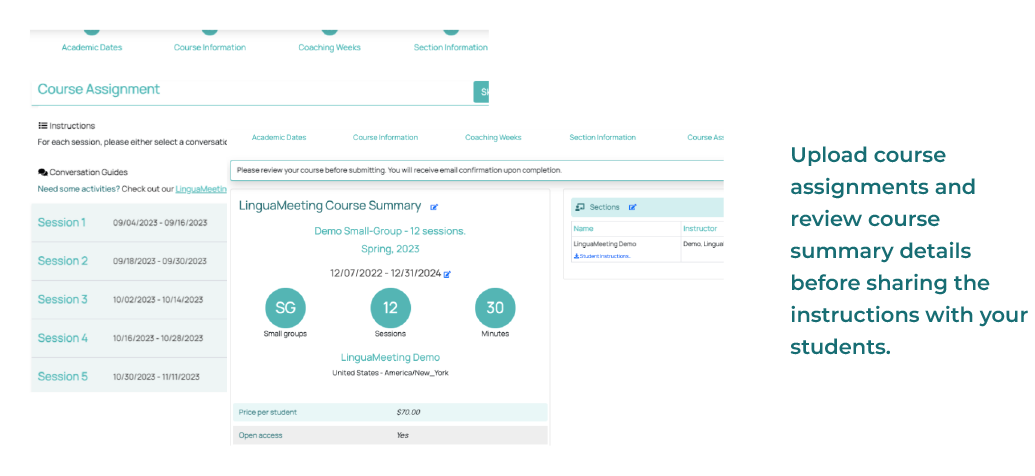 Academic Dates
Course Information
Coaching Weeks
Section Information
Course Assignment
Instructions
For each session, please either select a
Conversation Guides
Need some activities? Check out our LinguaMeetin
Session 1 09/04/2023 - 09/16/2023
Session 2 09/18/2023 - 09/30/2023
Session 3 10/02/2023 - 10/14/2023
Session 4 10/16/2023 - 10/28/2023
Session 5 10/30/2023 - 11/11/2023
Academic Dates
Course Information
Coaching Weeks
Section Information
Course Ass
Please review your course before submitting. You will receive email confirmation upon completion.
LinguaMeeting Course Summary
Demo Small-Group - 12 sessions.
Spring, 2023
12/07/2022 - 12/31/2024
SG
12
30
Small groups
Sessions
Minutes
LinguaMeeting Demo
United States - America/New_York
Price per student $70.00
Open access Yes
Sections
Name Instructor
LinguaMeeting Demo Demo, Lingual
Student instructions.
Upload course
assignments and
review course
summary details
before sharing the
instructions with your
students.